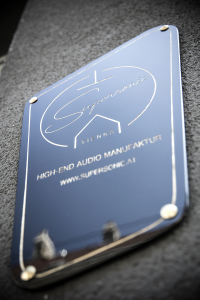 Supersonic
VIENNA
HIGH-END AUDIO MANUFAKTUR
WWW.SUPERSONIC.AT